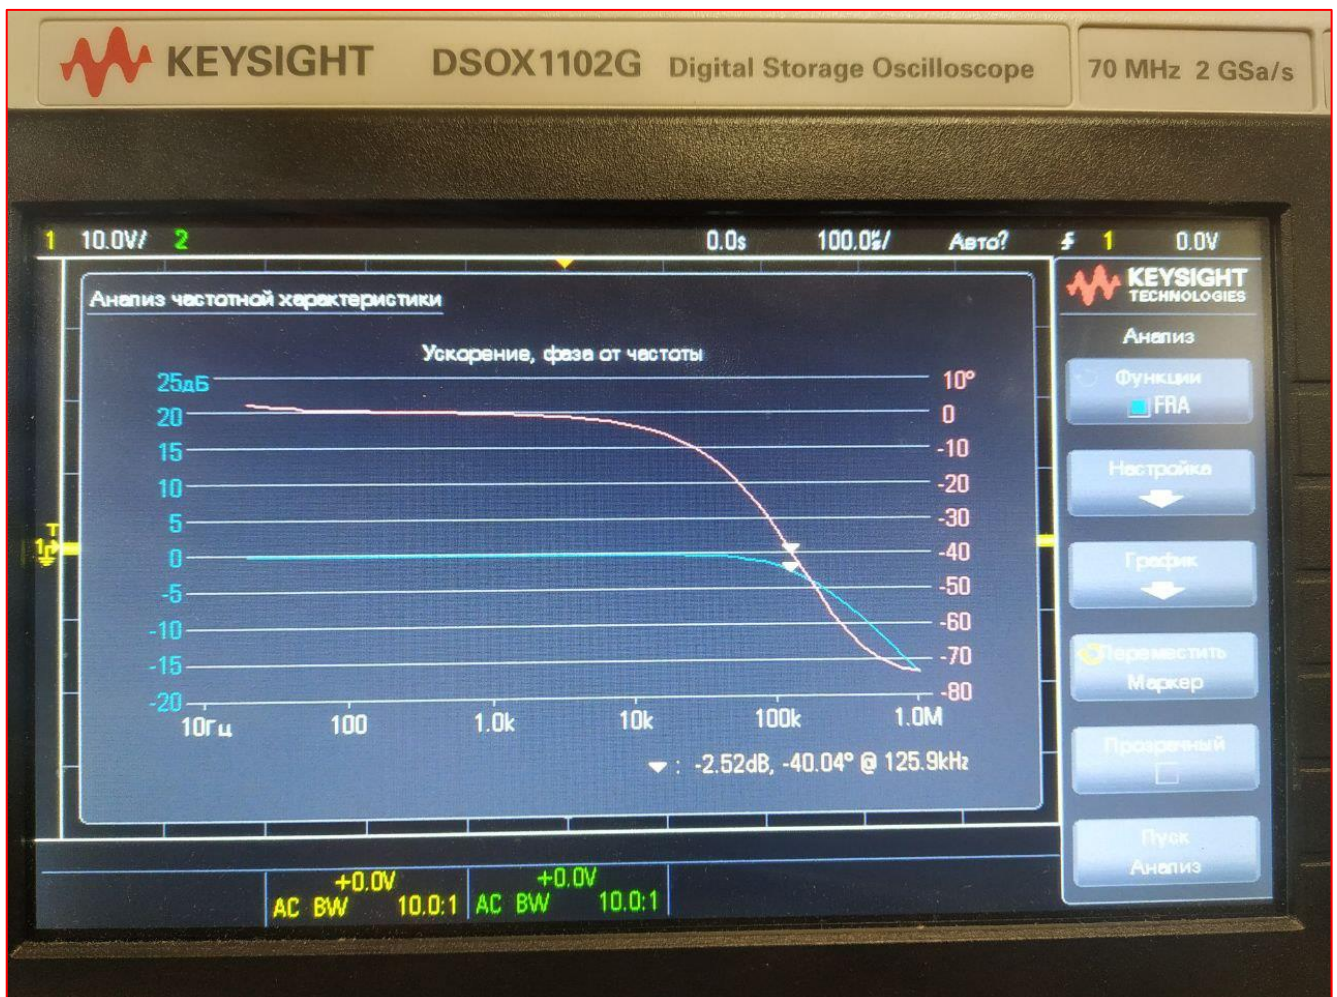 KEYSIGHT DSOX1102G Digital Storage Oscilloscope 70 MHz 2 GSa/s
1 10.0V/ 2 0.0s 100.0㎲/ Авто? 1 0.0V
KEYSIGHT
TECHNOLOGIES
Анализ частотной характеристики
Анализ
Ускорение, фаза от частоты
Функции
FRA
25дБ 10°
20 0
15 -10
Настройка
10 -20
5 -30
T
1
0 -40
График
-5 -50
-10 -60
-15 -70
Переместить
Маркер
-20 -80
10Гц 100 1.0k 10k 100k 1.0M
Прозрачный
: -2.52dB, -40.04° @ 125.9kHz
Пуск
Анализ
+0.0V +0.0V
AC BW 10.0:1 AC BW 10.0:1